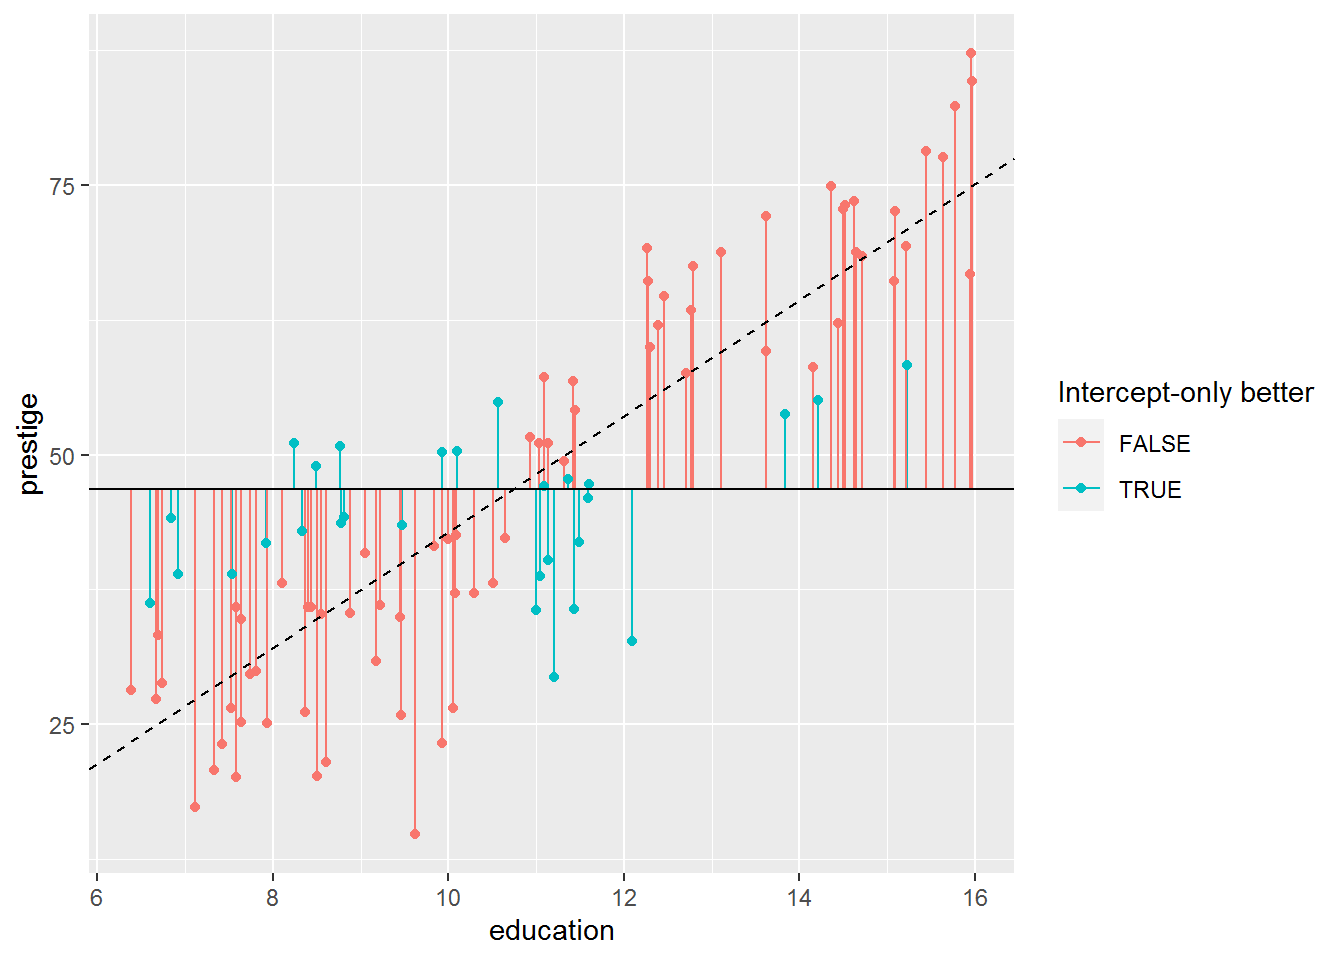 75
50
25
prestige
6 8 10 12 14 16
education
Intercept-only better
FALSE
TRUE